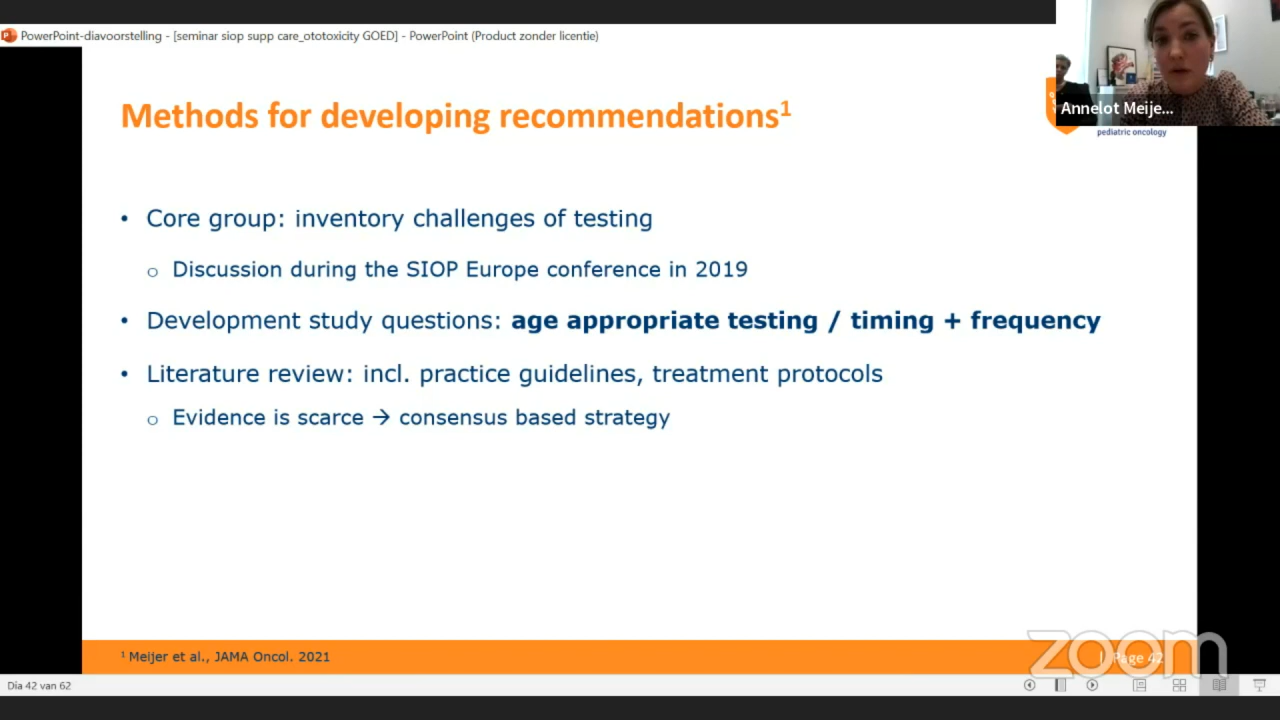 PowerPoint-diavoorstelling - [seminar siop supp care_ototoxicity GOED] - PowerPoint (Product zonder licentie)
Annelot Meije...
pediatric oncology
Methods for developing recommendations¹
• Core group: inventory challenges of testing
o Discussion during the SIOP Europe conference in 2019
• Development study questions: age appropriate testing / timing + frequency
• Literature review: incl. practice guidelines, treatment protocols
o Evidence is scarce → consensus based strategy
¹ Meijer et al., JAMA Oncol. 2021
| Page 42
zoom
Dia 42 van 62